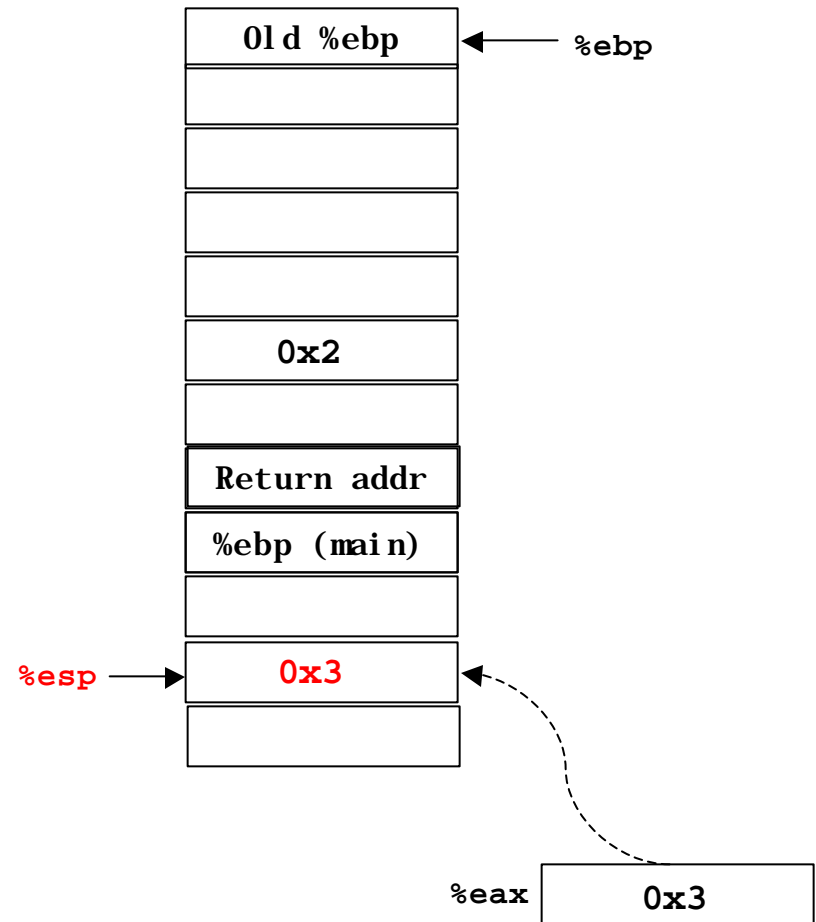 Old %ebp
%ebp
0x2
Return addr
%ebp (main)
%esp
0x3
%eax
0x3